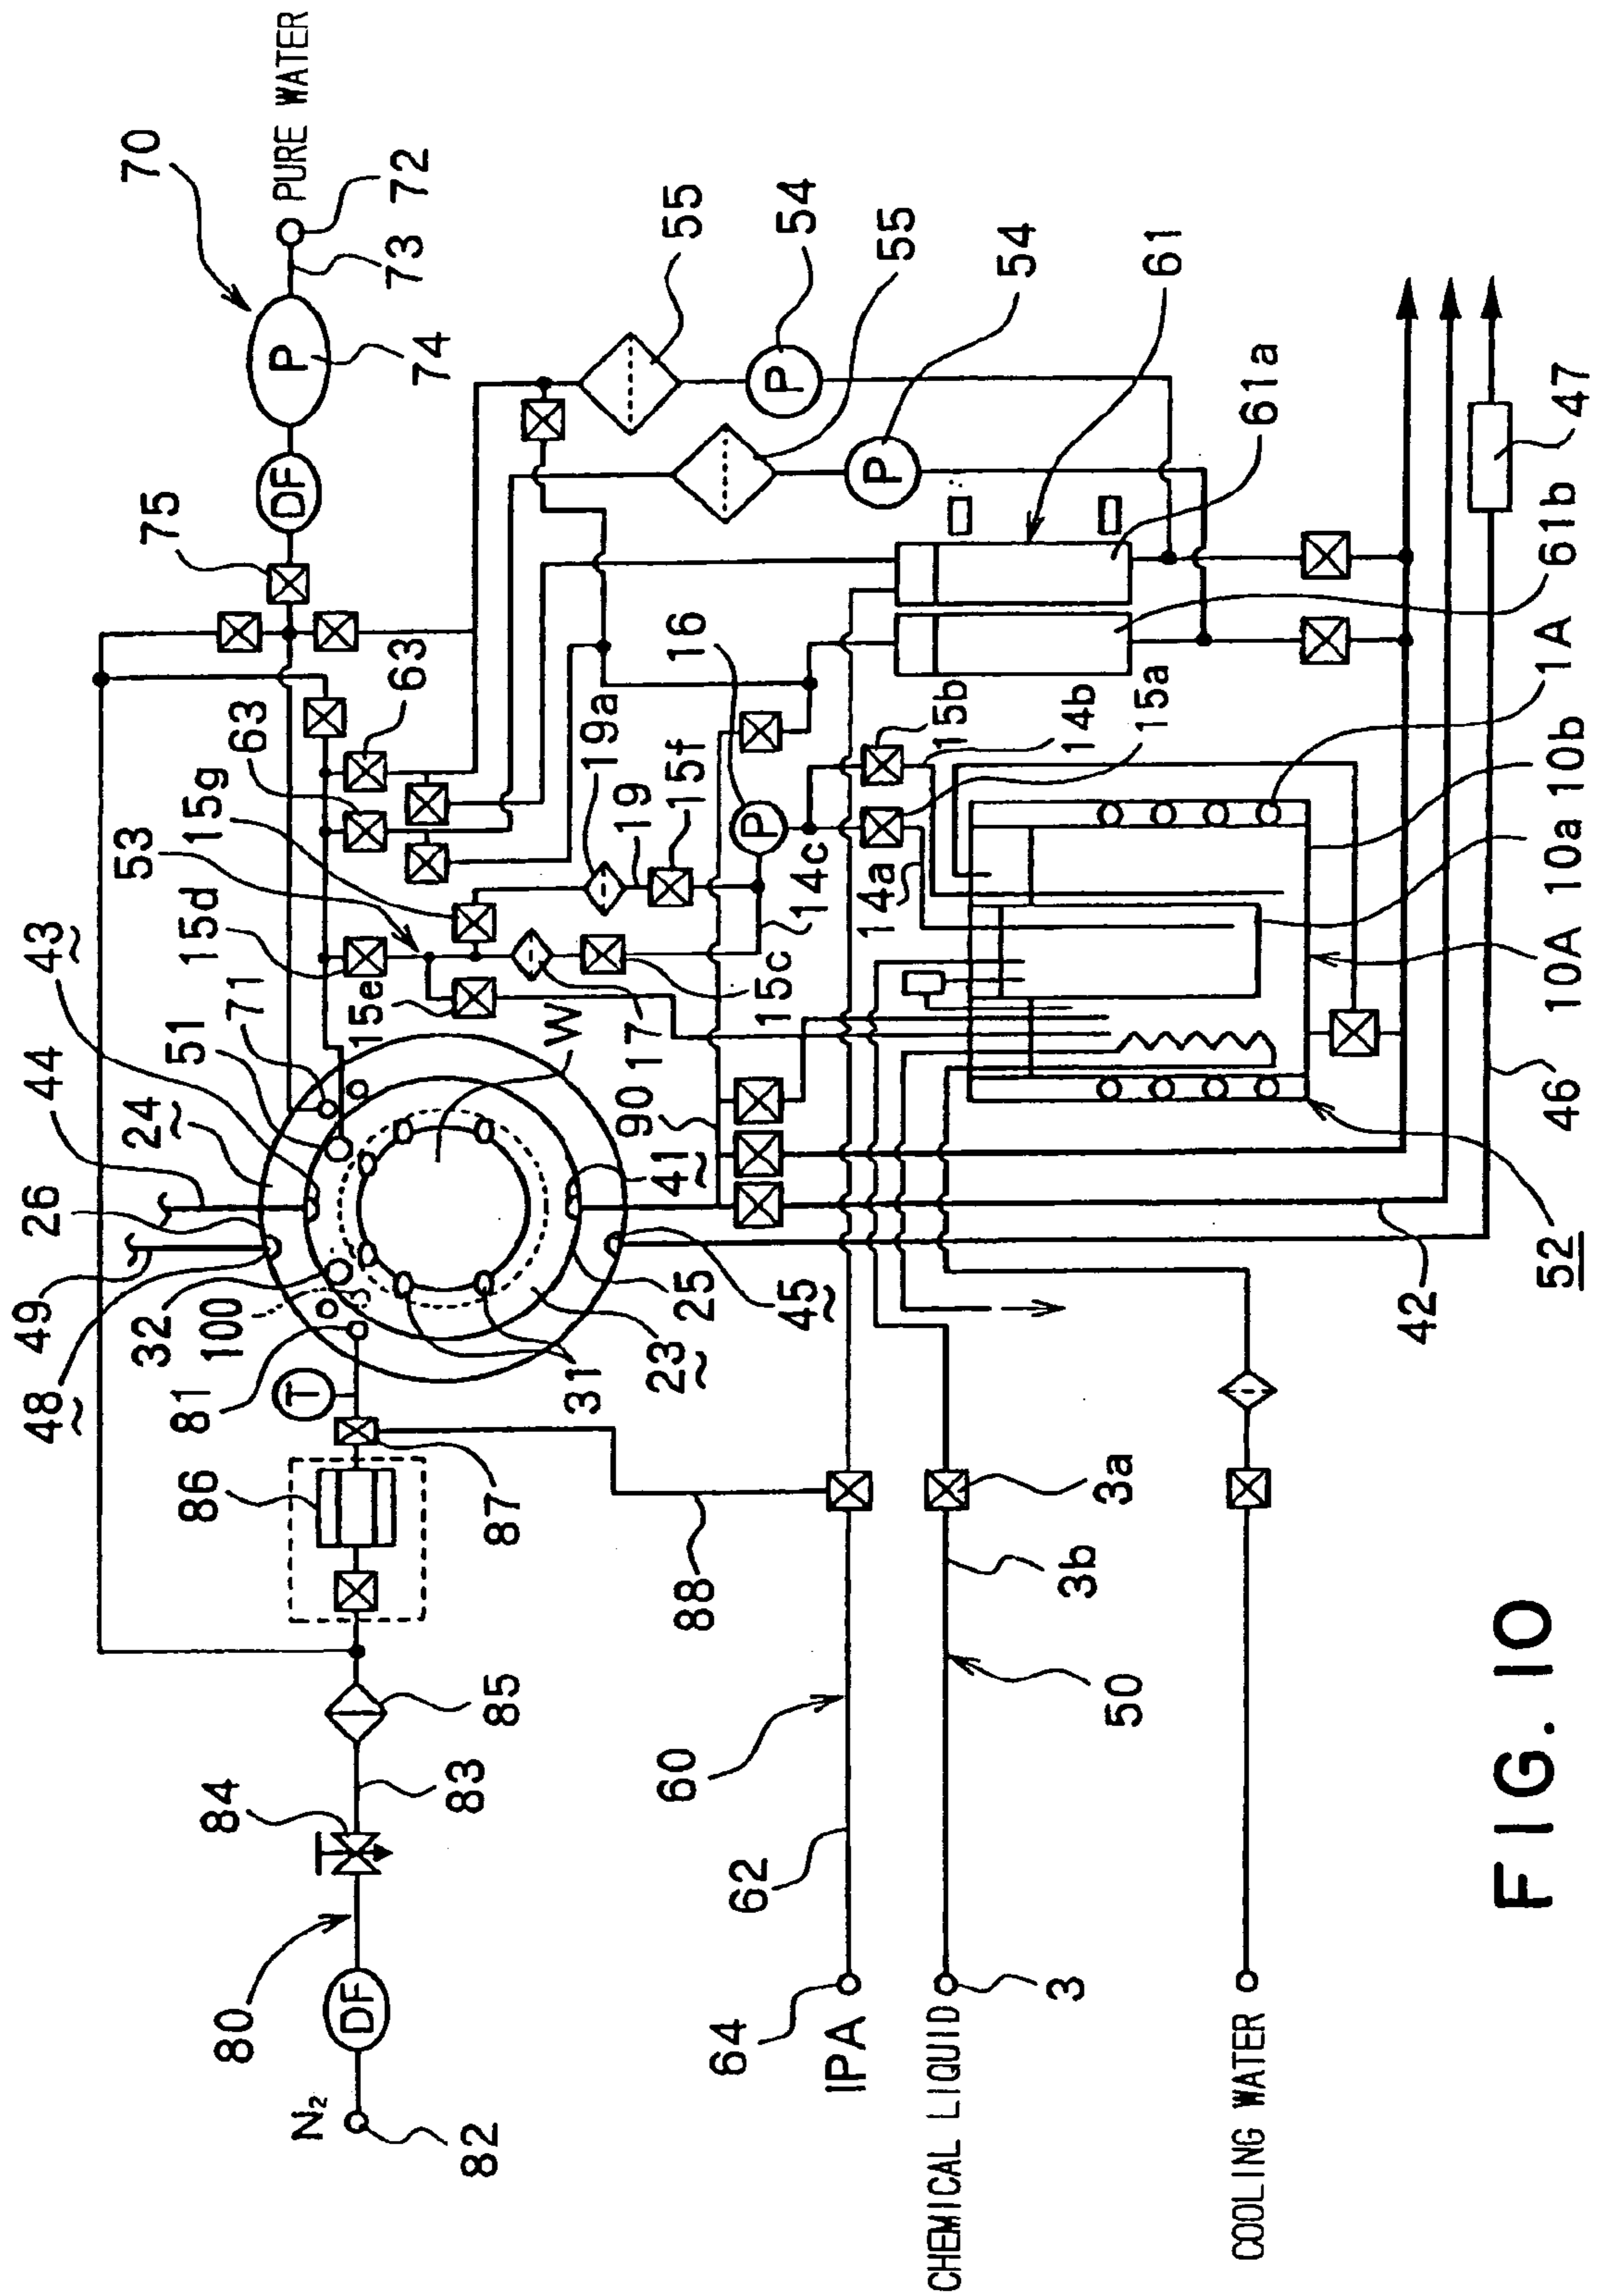 49
26
44
43
48
32
24
53
70
75
100
81
51
71
15d
15g
63
63
80
84
86
N₂
DF
T
DF
P
PURE WATER
72
73
74
15e
82
83
85
87
W
17
15c
19a
19
15f
16
55
54
31
23
25
41
90
88
60
62
64
45
P
14c
14a
P
P
55
54
IPA
15b
14b
15a
61
61a
61b
CHEMICAL LIQUID
3
50
3b
3a
COOLING WATER
42
52
46
10A
10a
10b
1A
47
FIG. 10